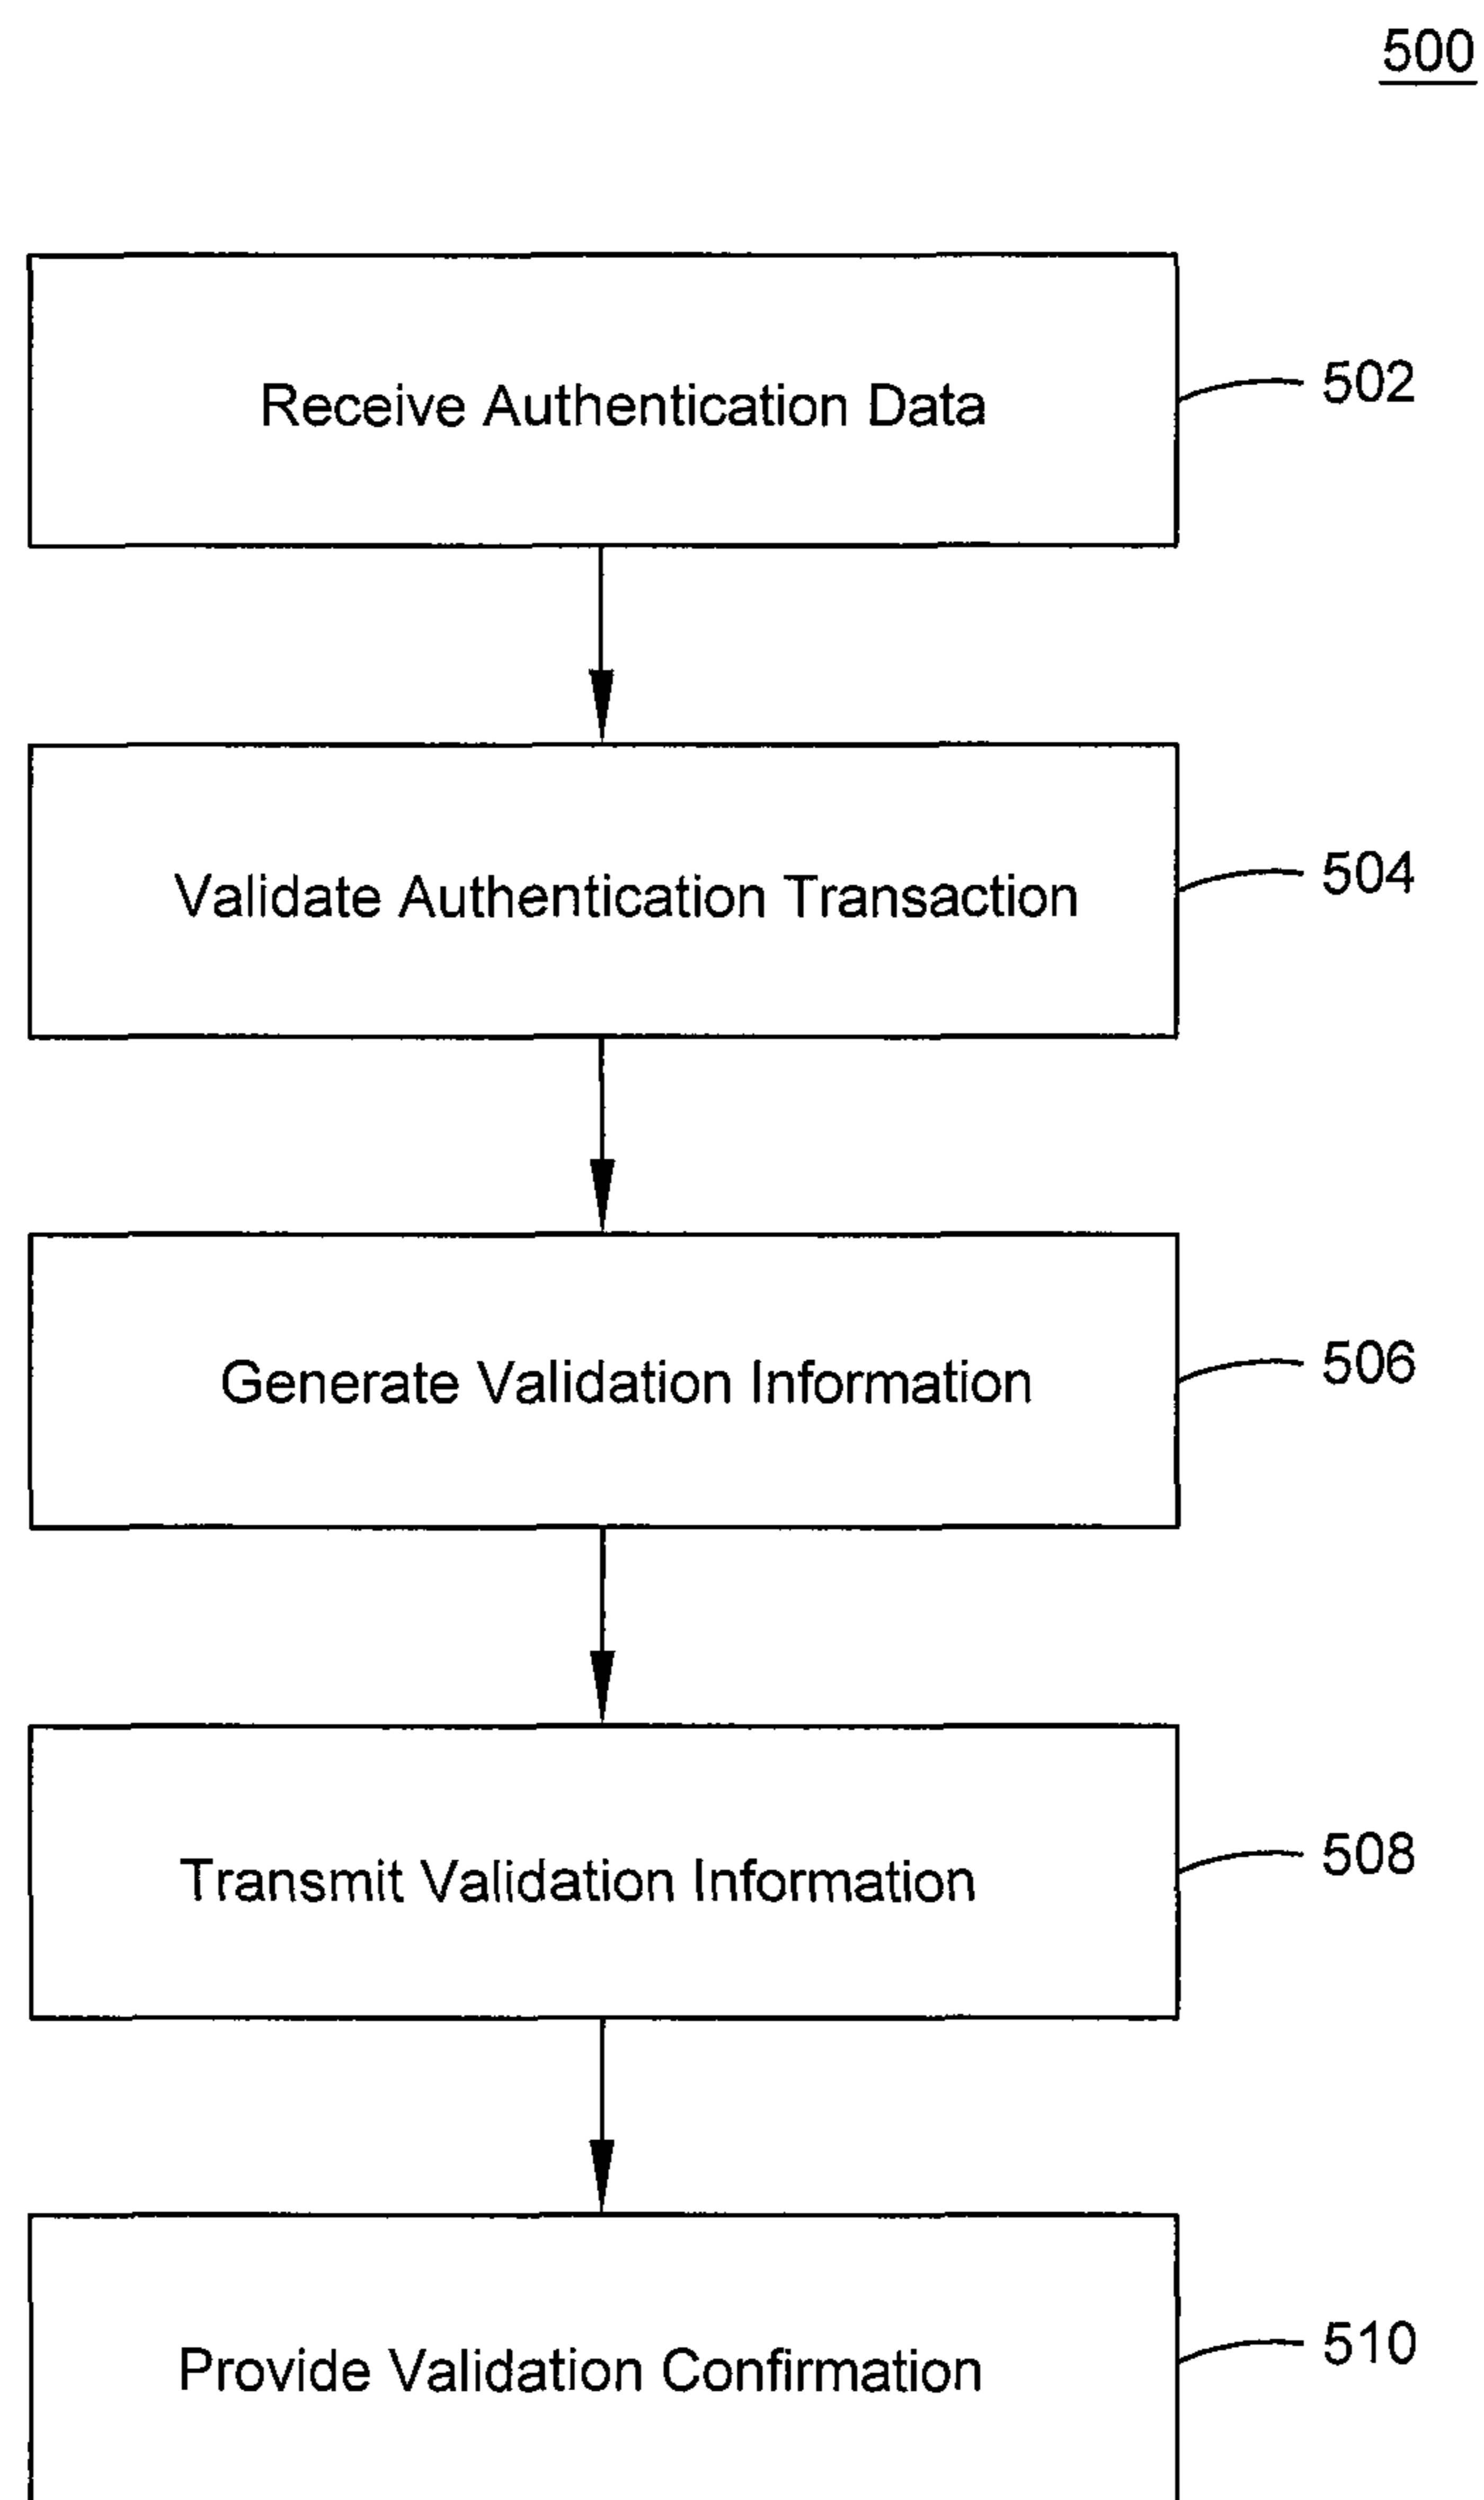 500
Receive Authentication Data
502
Validate Authentication Transaction
504
Generate Validation Information
506
Transmit Validation Information
508
Provide Validation Confirmation
510